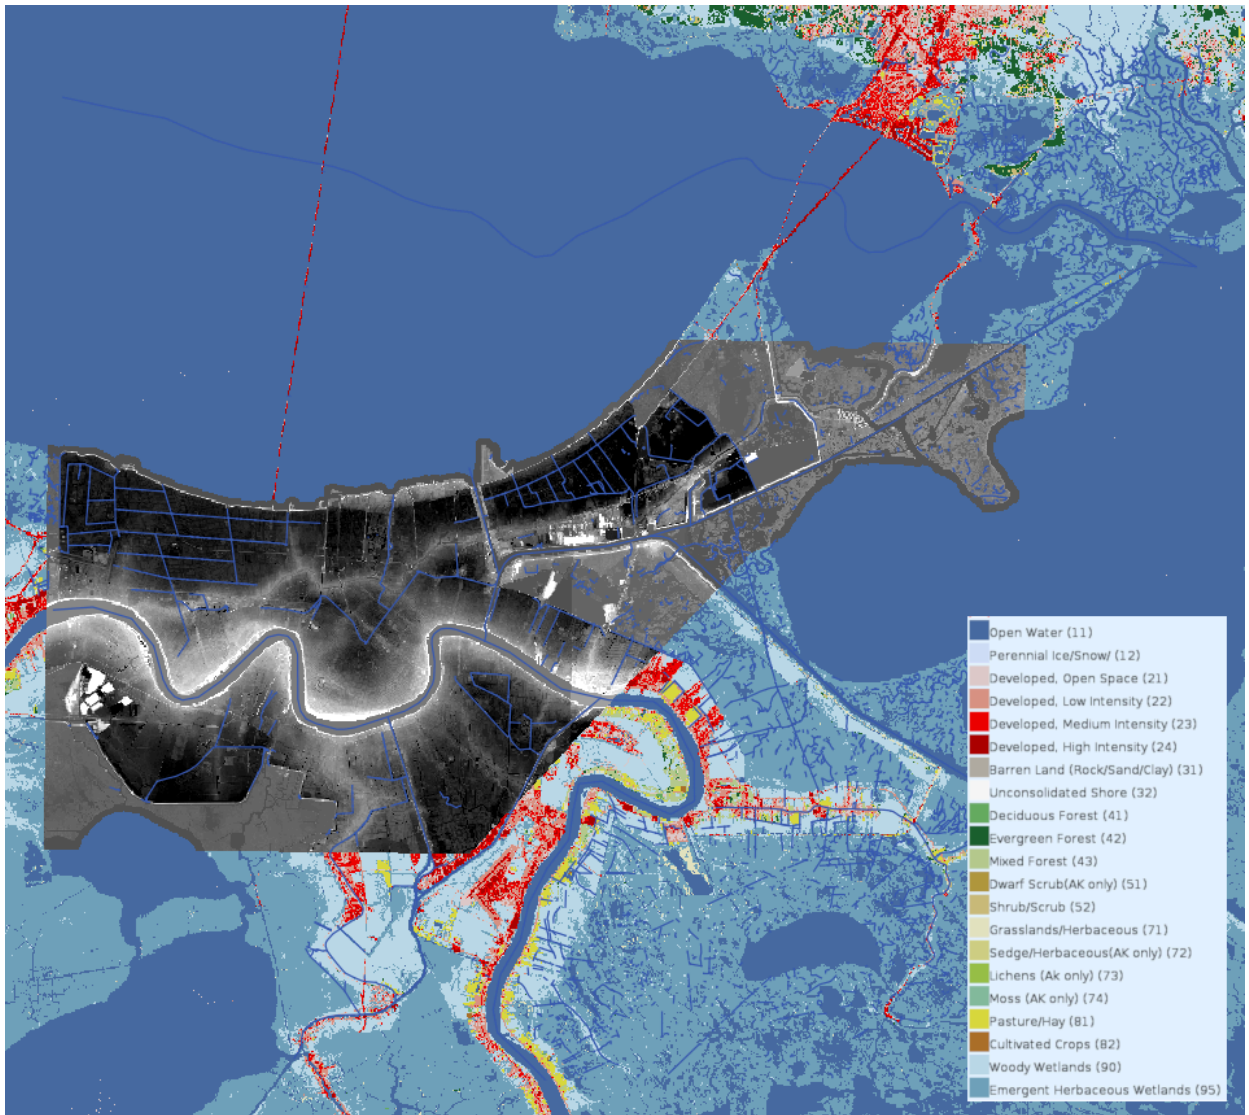 Open Water (11)
Perennial Ice/Snow/ (12)
Developed, Open Space (21)
Developed, Low Intensity (22)
Developed, Medium Intensity (23)
Developed, High Intensity (24)
Barren Land (Rock/Sand/Clay) (31)
Unconsolidated Shore (32)
Deciduous Forest (41)
Evergreen Forest (42)
Mixed Forest (43)
Dwarf Scrub(AK only) (51)
Shrub/Scrub (52)
Grasslands/Herbaceous (71)
Sedge/Herbaceous(AK only) (72)
Lichens (Ak only) (73)
Moss (AK only) (74)
Pasture/Hay (81)
Cultivated Crops (82)
Woody Wetlands (90)
Emergent Herbaceous Wetlands (95)